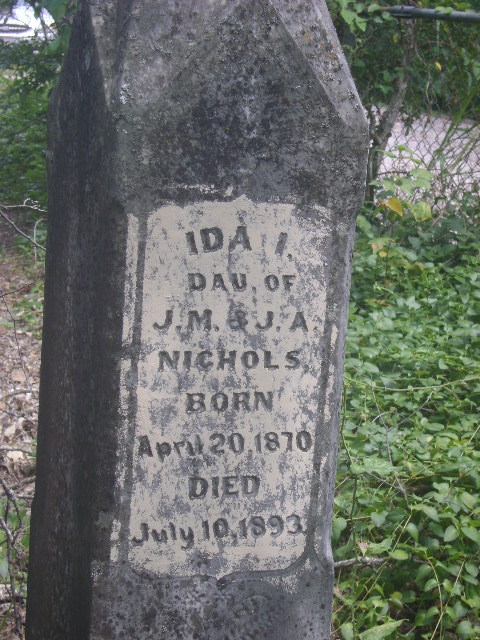 IDA I.
DAU. OF
J.M. & J.A.
NICHOLS.
BORN
April 20, 1870
DIED
July 10, 1893.